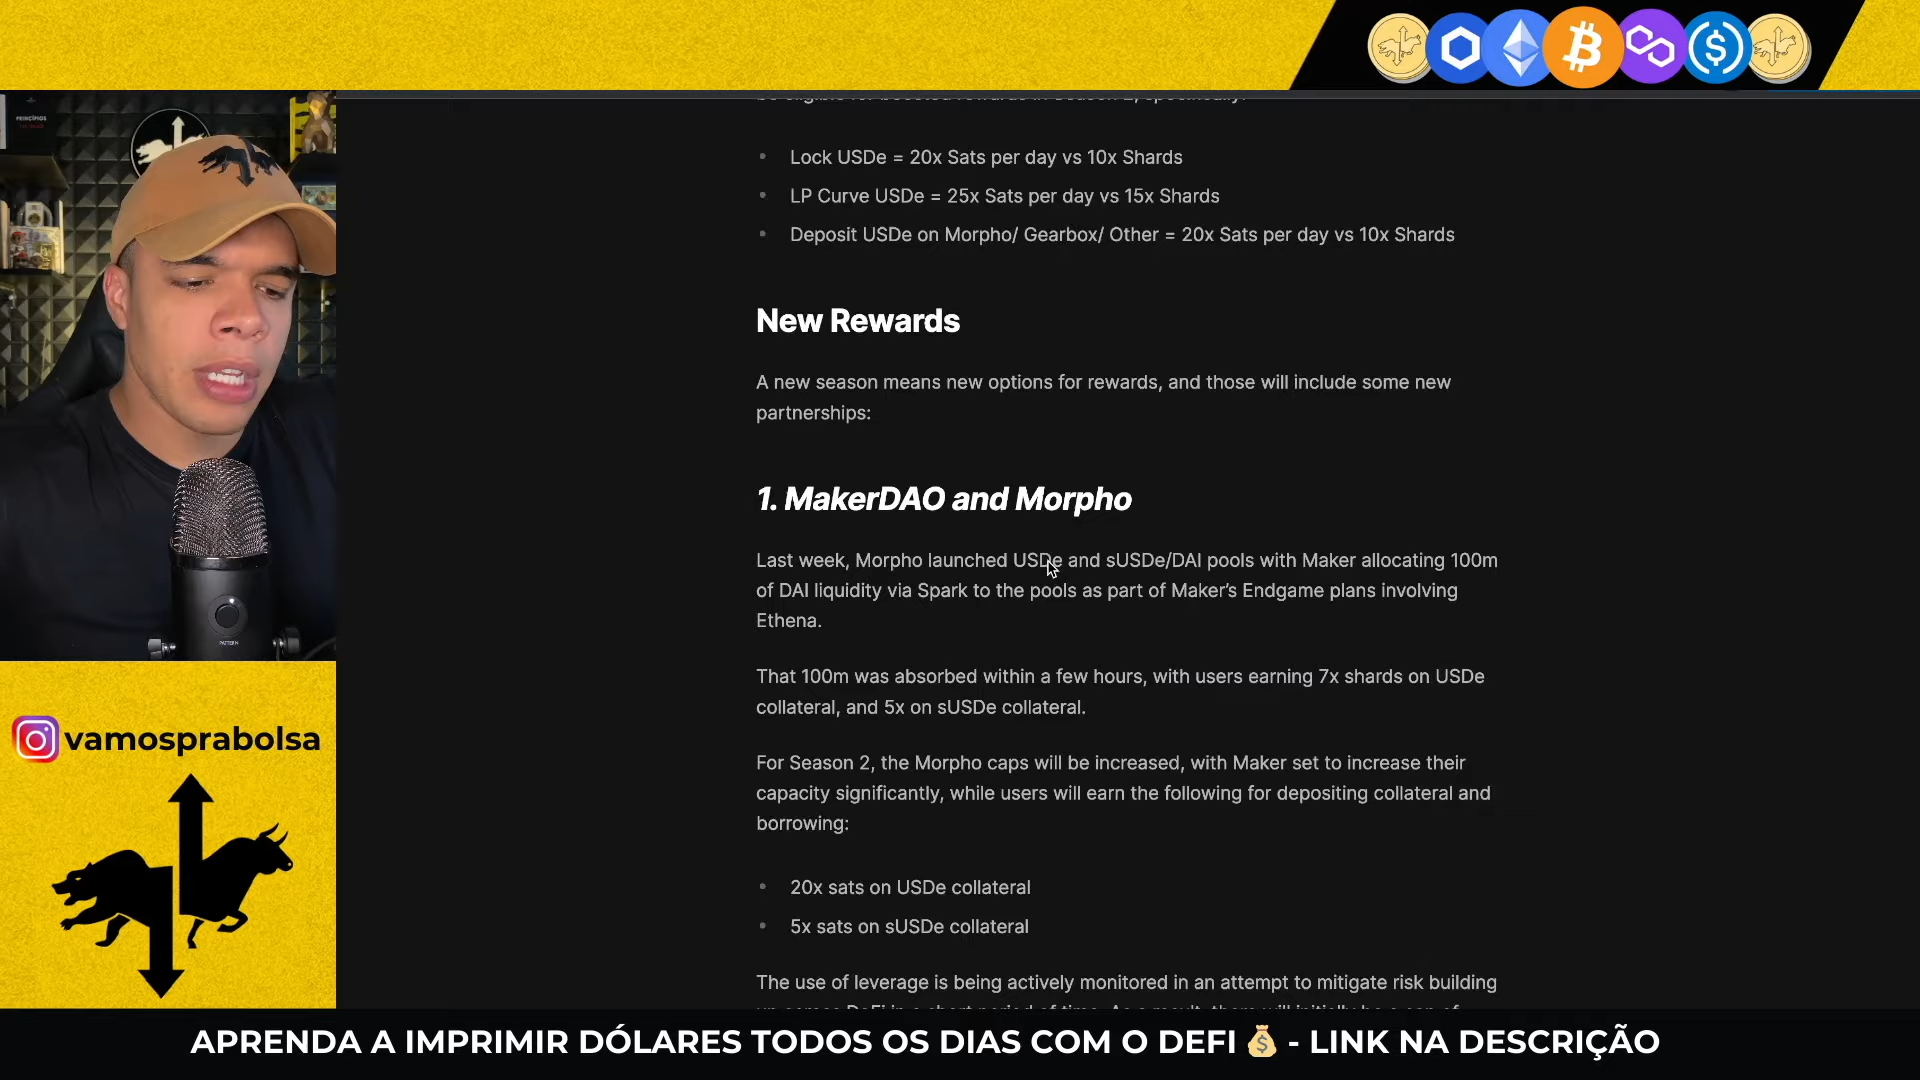 Lock USDe = 20x Sats per day vs 10x Shards
LP Curve USDe = 25x Sats per day vs 15x Shards
Deposit USDe on Morpho/ Gearbox/ Other = 20x Sats per day vs 10x Shards
New Rewards
A new season means new options for rewards, and those will include some new
partnerships:
1. MakerDAO and Morpho
Last week, Morpho launched USDe and sUSDe/DAI pools with Maker allocating 100m
of DAI liquidity via Spark to the pools as part of Maker’s Endgame plans involving
Ethena.
That 100m was absorbed within a few hours, with users earning 7x shards on USDe
collateral, and 5x on sUSDe collateral.
For Season 2, the Morpho caps will be increased, with Maker set to increase their
capacity significantly, while users will earn the following for depositing collateral and
borrowing:
20x sats on USDe collateral
5x sats on sUSDe collateral
The use of leverage is being actively monitored in an attempt to mitigate risk building
PRINCÍPIOS
vamosprabolsa
APRENDA A IMPRIMIR DÓLARES TODOS OS DIAS COM O DEFI 💰 - LINK NA DESCRIÇÃO